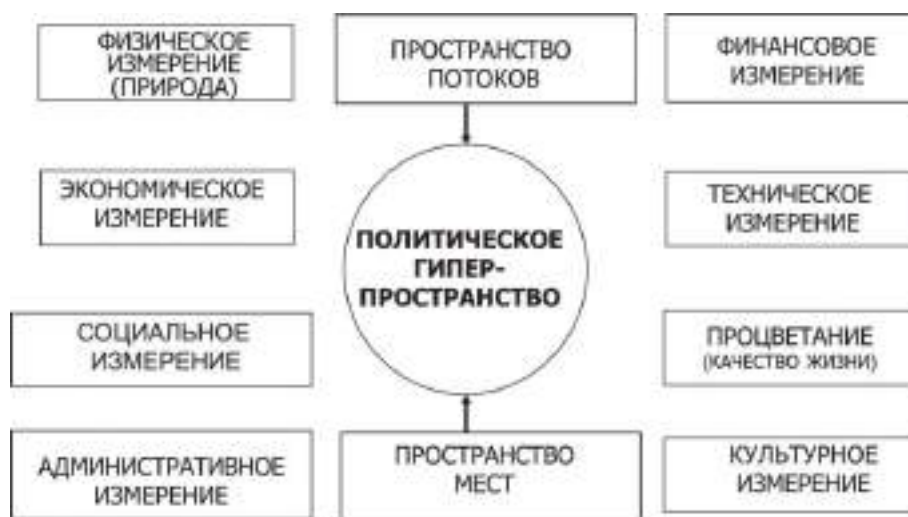 ФИЗИЧЕСКОЕ
ИЗМЕРЕНИЕ
(ПРИРОДА)
ПРОСТРАНСТВО
ПОТОКОВ
ФИНАНСОВОЕ
ИЗМЕРЕНИЕ
ЭКОНОМИЧЕСКОЕ
ИЗМЕРЕНИЕ
ТЕХНИЧЕСКОЕ
ИЗМЕРЕНИЕ
ПОЛИТИЧЕСКОЕ
ГИПЕР-
ПРОСТРАНСТВО
СОЦИАЛЬНОЕ
ИЗМЕРЕНИЕ
ПРОЦВЕТАНИЕ
(КАЧЕСТВО ЖИЗНИ)
АДМИНИСТРАТИВНОЕ
ИЗМЕРЕНИЕ
ПРОСТРАНСТВО
МЕСТ
КУЛЬТУРНОЕ
ИЗМЕРЕНИЕ